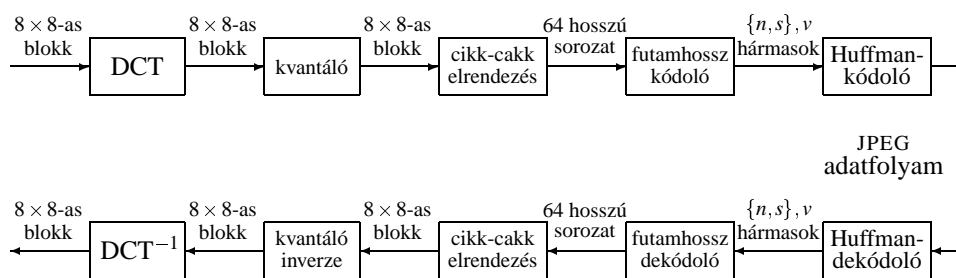 8 × 8-as
blokk
DCT
8 × 8-as
blokk
kvantáló
8 × 8-as
blokk
cikk-cakk
elrendezés
64 hosszú
sorozat
futamhossz
kódoló
{n,s},v
hármasok
Huffman-
kódoló
JPEG
adatfolyam
8 × 8-as
blokk
DCT⁻¹
8 × 8-as
blokk
kvantáló
inverze
8 × 8-as
blokk
cikk-cakk
elrendezés
64 hosszú
sorozat
futamhossz
dekódoló
{n,s},v
hármasok
Huffman-
dekódoló